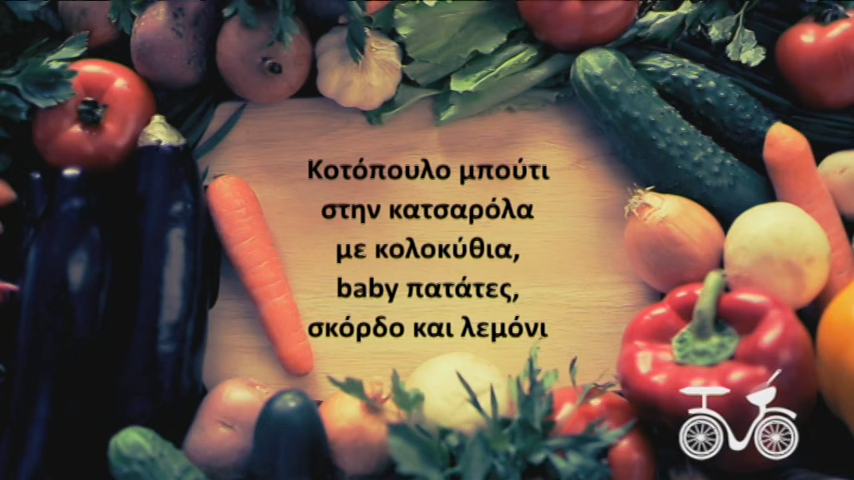 Κοτόπουλο μπούτι
στην κατσαρόλα
με κολοκύθια,
baby πατάτες,
σκόρδο και λεμόνι